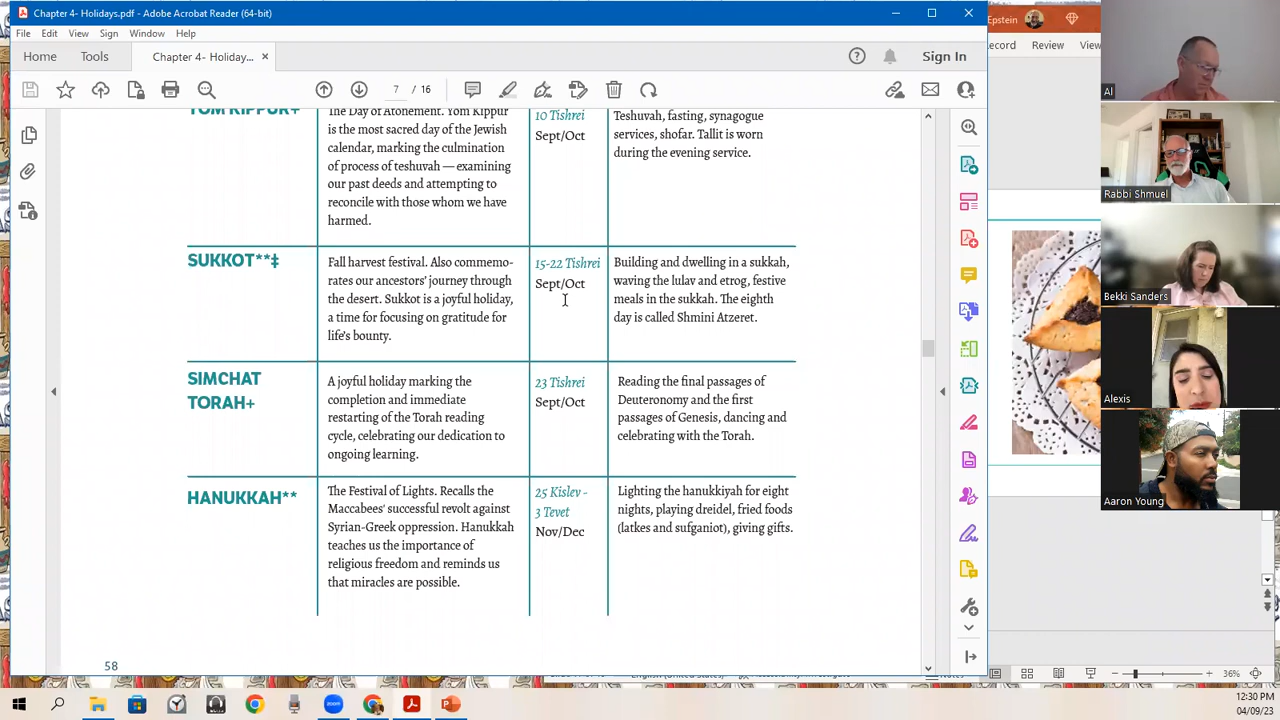 Chapter 4- Holidays.pdf - Adobe Acrobat Reader (64-bit)
File Edit View Sign Window Help
Home Tools Chapter 4- Holiday... × Sign In
7 / 16
YOM KIPPUR+
The Day of Atonement. Yom Kippur
is the most sacred day of the Jewish
calendar, marking the culmination
of process of teshuvah — examining
our past deeds and attempting to
reconcile with those whom we have
harmed.
10 Tishrei
Sept/Oct
Teshuvah, fasting, synagogue
services, shofar. Tallit is worn
during the evening service.
SUKKOT**‡
Fall harvest festival. Also commemo-
rates our ancestors' journey through
the desert. Sukkot is a joyful holiday,
a time for focusing on gratitude for
life's bounty.
15-22 Tishrei
Sept/Oct
Building and dwelling in a sukkah,
waving the lulav and etrog, festive
meals in the sukkah. The eighth
day is called Shmini Atzeret.
SIMCHAT
TORAH+
A joyful holiday marking the
completion and immediate
restarting of the Torah reading
cycle, celebrating our dedication to
ongoing learning.
23 Tishrei
Sept/Oct
Reading the final passages of
Deuteronomy and the first
passages of Genesis, dancing and
celebrating with the Torah.
HANUKKAH**
The Festival of Lights. Recalls the
Maccabees' successful revolt against
Syrian-Greek oppression. Hanukkah
teaches us the importance of
religious freedom and reminds us
that miracles are possible.
25 Kislev -
3 Tevet
Nov/Dec
Lighting the hanukkiyah for eight
nights, playing dreidel, fried foods
(latkes and sufganiot), giving gifts.
58
Epstein
ecord Review View
Al
Rabbi Shmuel
Bekki Sanders
Alexis
Aaron Young
36%
12:30 PM
04/09/23